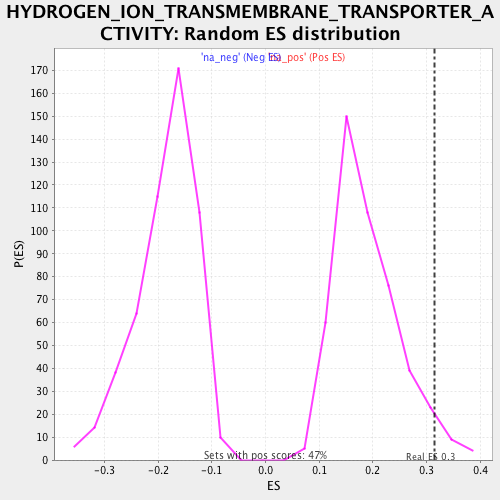 HYDROGEN_ION_TRANSMEMBRANE_TRANSPORTER_A
CTIVITY: Random ES distribution
'na_neg' (Neg ES) 'na_pos' (Pos ES)
170
160
150
140
130
120
110
100
90
80
70
60
50
40
30
20
10
0
P(ES)
Sets with pos scores: 47%
Real ES 0.3
-0.3 -0.2 -0.1 0.0 0.1 0.2 0.3 0.4
ES